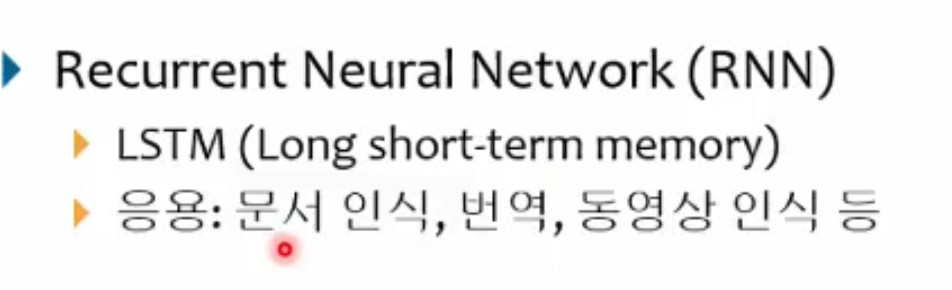 Recurrent Neural Network (RNN)
LSTM (Long short-term memory)
응용: 문서 인식, 번역, 동영상 인식 등